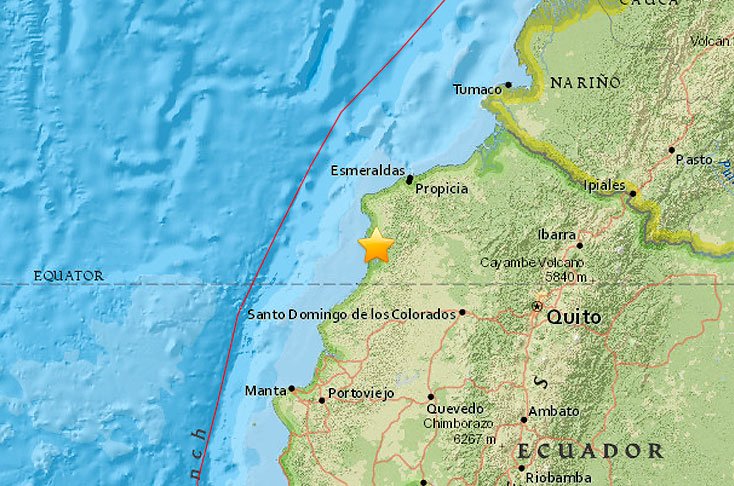 CAUCA
Volcán
Tumaco
NARIÑO
Pasto
Esmeraldas
Propicia
Ipiales
Ibarra
Cayambe Volcano
5840 m
EQUATOR
Santo Domingo de los Colorados
Quito
Manta
Portoviejo
Quevedo
Chimborazo
6267 m
Ambato
S
ECUADOR
Riobamba
nch